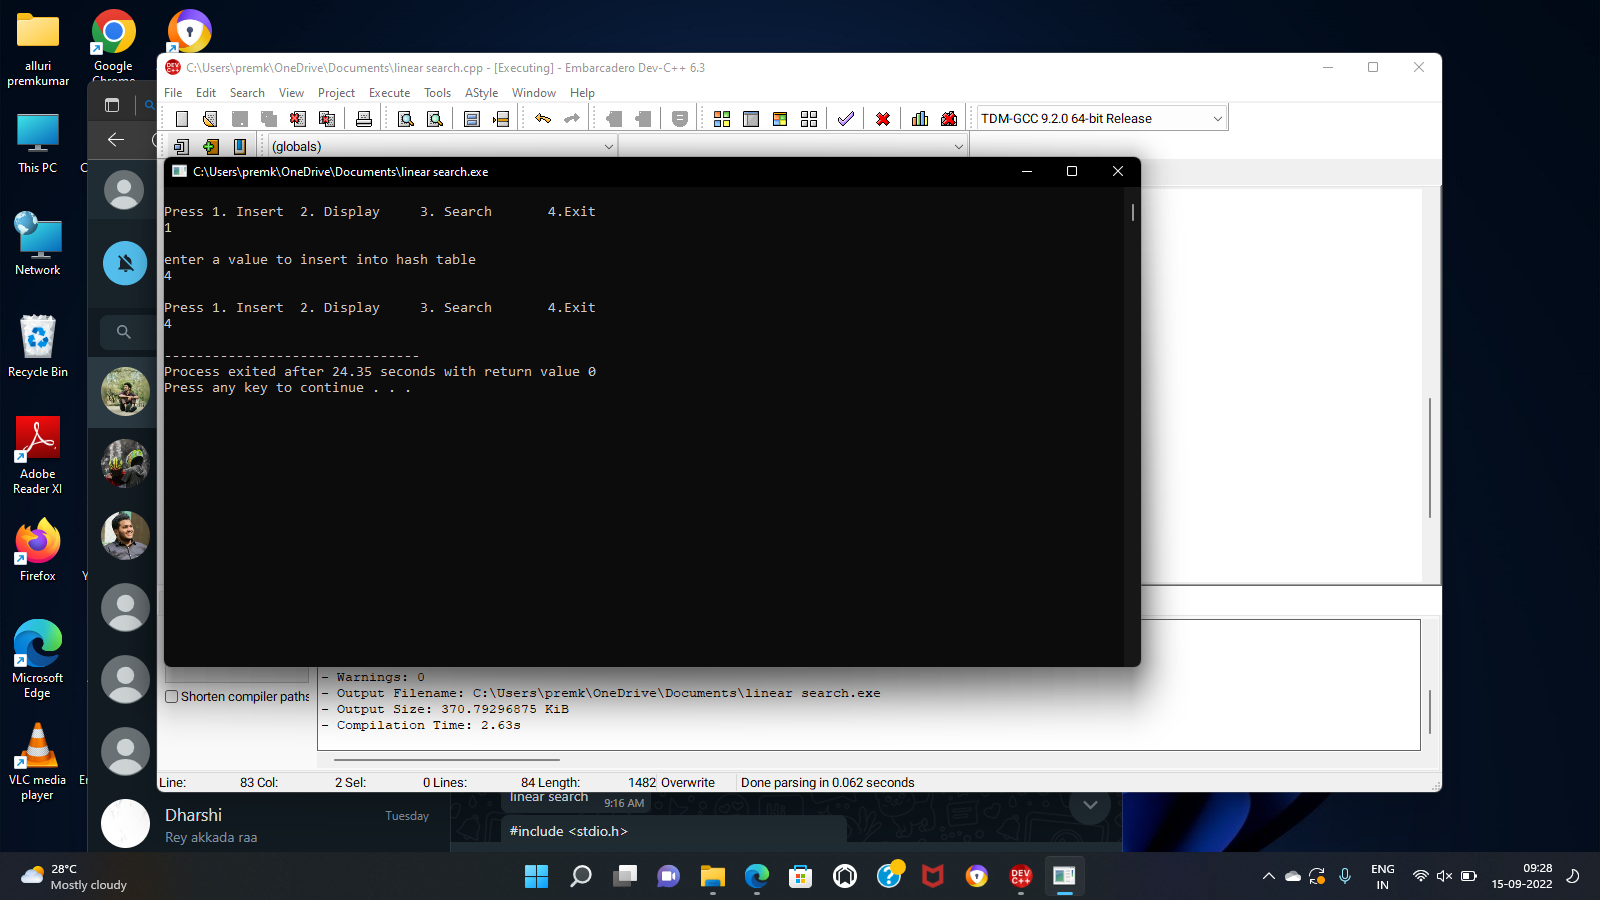 alluri
premkumar
Google
Chrome
This PC
Network
Recycle Bin
Adobe
Reader XI
Firefox
Microsoft
Edge
VLC media
player
C:\Users\premk\OneDrive\Documents\linear search.cpp - [Executing] - Embarcadero Dev-C++ 6.3
File Edit Search View Project Execute Tools AStyle Window Help
TDM-GCC 9.2.0 64-bit Release
(globals)
C:\Users\premk\OneDrive\Documents\linear search.exe
Press 1. Insert 2. Display 3. Search 4.Exit
1
enter a value to insert into hash table
4
Press 1. Insert 2. Display 3. Search 4.Exit
4
--------------------------------
Process exited after 24.35 seconds with return value 0
Press any key to continue . . .
Shorten compiler paths
- Warnings: 0
- Output Filename: C:\Users\premk\OneDrive\Documents\linear search.exe
- Output Size: 370.79296875 KiB
- Compilation Time: 2.63s
Line: 83 Col: 2 Sel: 0 Lines: 84 Length: 1482 Overwrite Done parsing in 0.062 seconds
linear search 9:16 AM
#include <stdio.h>
Dharshi Tuesday
Rey akkada raa
28°C
Mostly cloudy
DEV
C++
ENG
IN
09:28
15-09-2022